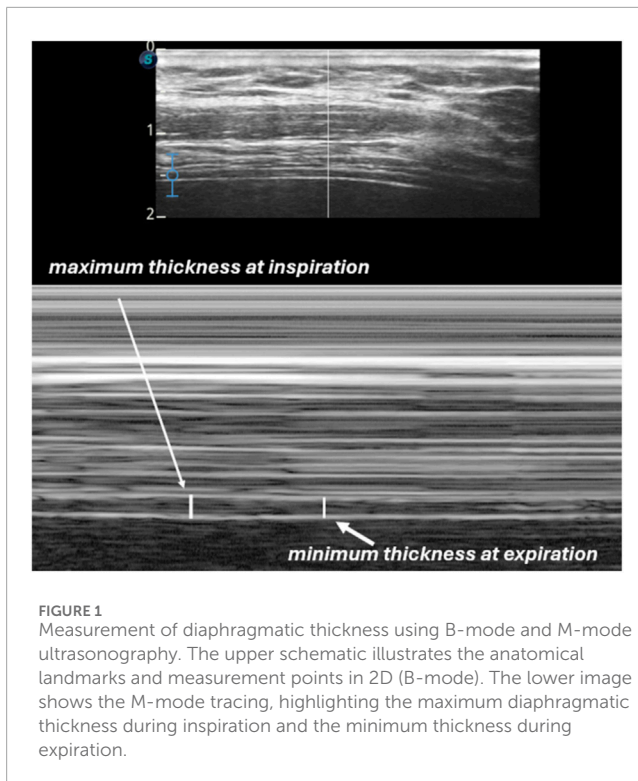 0
S
1
2
maximum thickness at inspiration
minimum thickness at expiration
FIGURE 1
Measurement of diaphragmatic thickness using B-mode and M-mode
ultrasonography. The upper schematic illustrates the anatomical
landmarks and measurement points in 2D (B-mode). The lower image
shows the M-mode tracing, highlighting the maximum diaphragmatic
thickness during inspiration and the minimum thickness during
expiration.